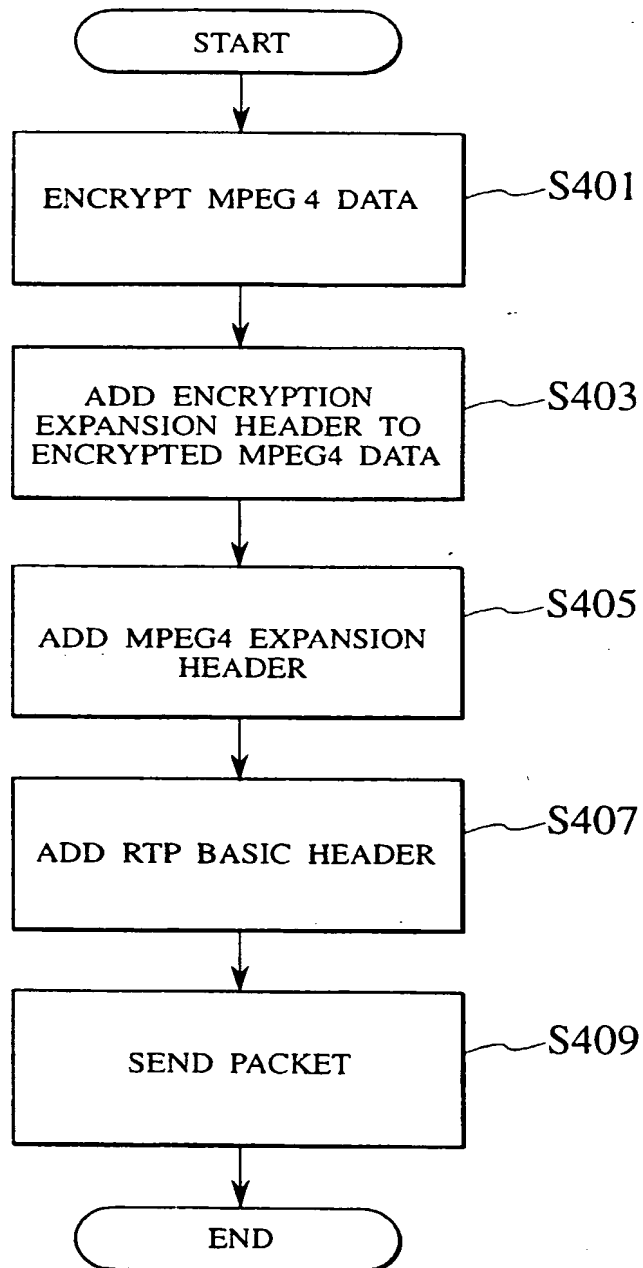 START
ENCRYPT MPEG 4 DATA
S401
ADD ENCRYPTION
EXPANSION HEADER TO
ENCRYPTED MPEG4 DATA
S403
ADD MPEG4 EXPANSION
HEADER
S405
ADD RTP BASIC HEADER
S407
SEND PACKET
S409
END